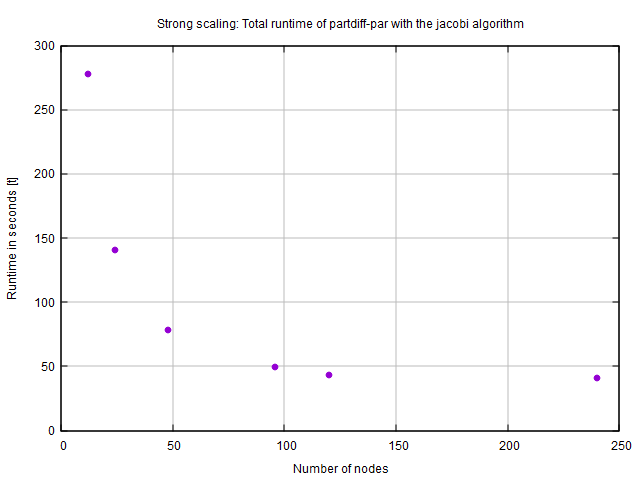 Strong scaling: Total runtime of partdiff-par with the jacobi algorithm
300
250
200
150
100
50
0
Runtime in seconds [t]
0 50 100 150 200 250
Number of nodes